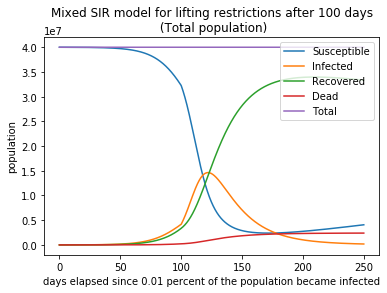 Mixed SIR model for lifting restrictions after 100 days
(Total population)
1e7
4.0
3.5
3.0
2.5
2.0
1.5
1.0
0.5
0.0
population
Susceptible
Infected
Recovered
Dead
Total
0 50 100 150 200 250
days elapsed since 0.01 percent of the population became infected